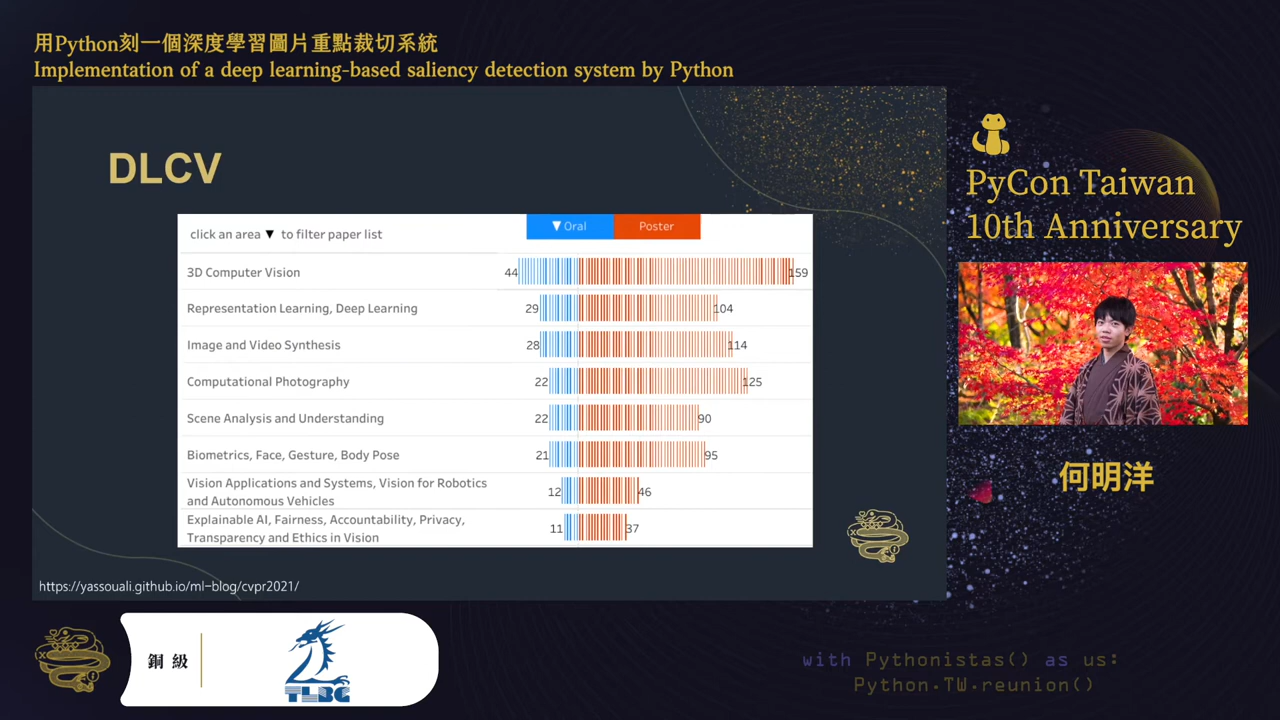 用Python刻一個深度學習圖片重點裁切系統
Implementation of a deep learning-based saliency detection system by Python
DLCV
click an area ▼ to filter paper list
▼ Oral
Poster
3D Computer Vision
44
159
Representation Learning, Deep Learning
29
104
Image and Video Synthesis
28
114
Computational Photography
22
125
Scene Analysis and Understanding
22
90
Biometrics, Face, Gesture, Body Pose
21
95
Vision Applications and Systems, Vision for Robotics
and Autonomous Vehicles
12
46
Explainable AI, Fairness, Accountability, Privacy,
Transparency and Ethics in Vision
11
37
https://yassouali.github.io/ml-blog/cvpr2021/
PyCon Taiwan
10th Anniversary
何明洋
銅級
TLBG
with Pythonistas() as us:
Python.TW.reunion()